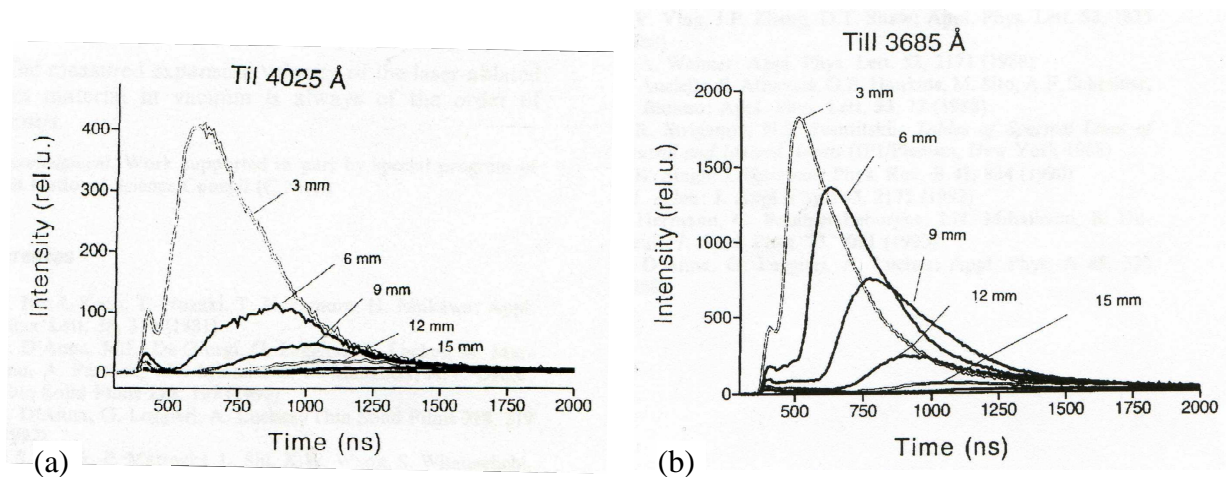 TiI 4025 Å
Intensity (rel.u.)
400
300
200
100
0
3 mm
6 mm
9 mm
12 mm
15 mm
500
750
1000
1250
1500
1750
2000
Time (ns)
(a)
TiII 3685 Å
Intensity (rel.u.)
2000
1500
1000
500
0
3 mm
6 mm
9 mm
12 mm
15 mm
500
750
1000
1250
1500
1750
2000
Time (ns)
(b)